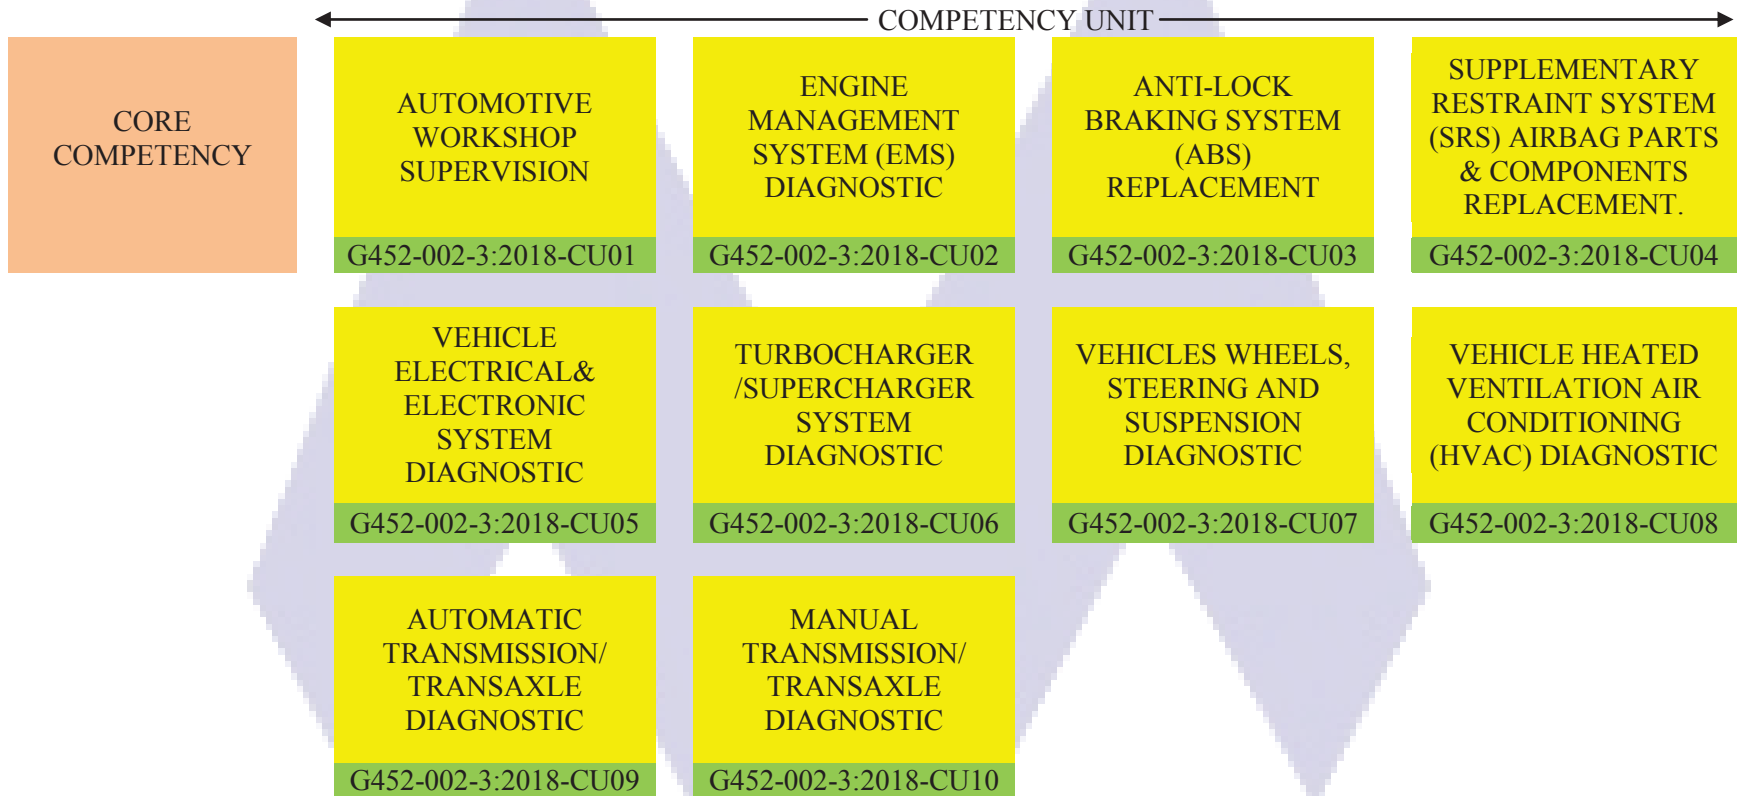 COMPETENCY UNIT
CORE
COMPETENCY
AUTOMOTIVE
WORKSHOP
SUPERVISION
G452-002-3:2018-CU01
ENGINE
MANAGEMENT
SYSTEM (EMS)
DIAGNOSTIC
G452-002-3:2018-CU02
ANTI-LOCK
BRAKING SYSTEM
(ABS)
REPLACEMENT
G452-002-3:2018-CU03
SUPPLEMENTARY
RESTRAINT SYSTEM
(SRS) AIRBAG PARTS
& COMPONENTS
REPLACEMENT.
G452-002-3:2018-CU04
VEHICLE
ELECTRICAL&
ELECTRONIC
SYSTEM
DIAGNOSTIC
G452-002-3:2018-CU05
TURBOCHARGER
/SUPERCHARGER
SYSTEM
DIAGNOSTIC
G452-002-3:2018-CU06
VEHICLES WHEELS,
STEERING AND
SUSPENSION
DIAGNOSTIC
G452-002-3:2018-CU07
VEHICLE HEATED
VENTILATION AIR
CONDITIONING
(HVAC) DIAGNOSTIC
G452-002-3:2018-CU08
AUTOMATIC
TRANSMISSION/
TRANSAXLE
DIAGNOSTIC
G452-002-3:2018-CU09
MANUAL
TRANSMISSION/
TRANSAXLE
DIAGNOSTIC
G452-002-3:2018-CU10